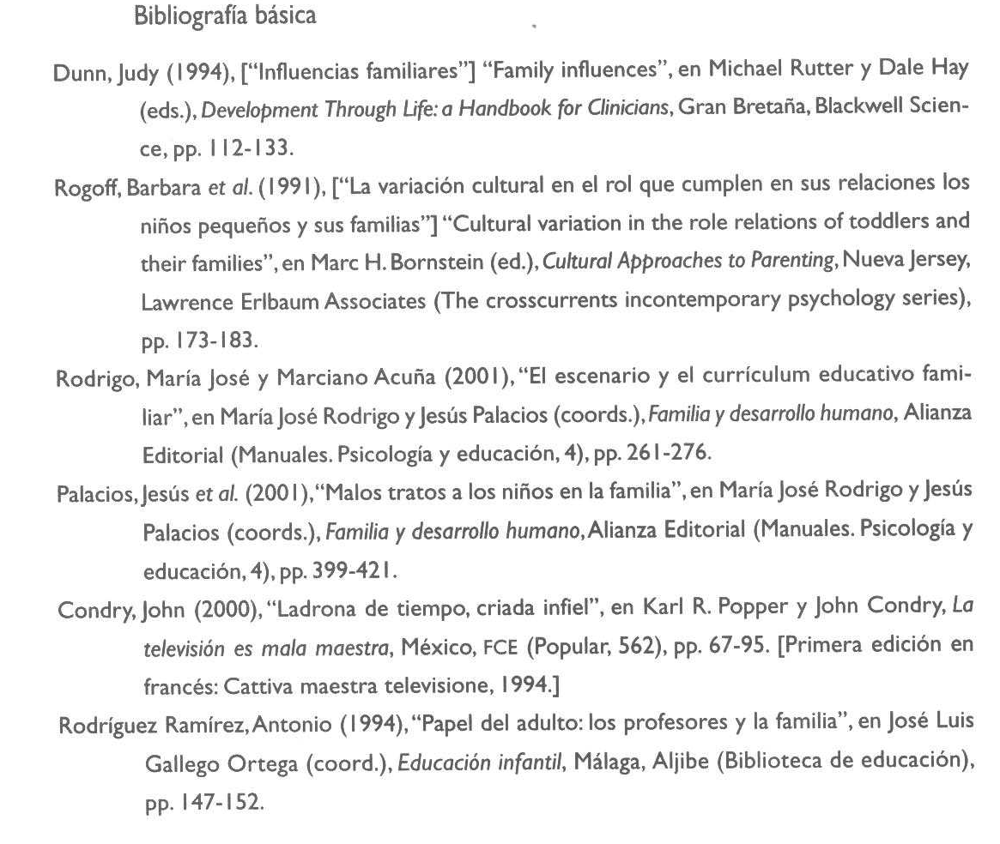 Bibliografía básica
Dunn, Judy (1994), [“Influencias familiares”] “Family influences”, en Michael Rutter y Dale Hay
(eds.), Development Through Life: a Handbook for Clinicians, Gran Bretaña, Blackwell Scien-
ce, pp. 112-133.
Rogoff, Barbara et al. (1991), [“La variación cultural en el rol que cumplen en sus relaciones los
niños pequeños y sus familias”] “Cultural variation in the role relations of toddlers and
their families”, en Marc H. Bornstein (ed.), Cultural Approaches to Parenting, Nueva Jersey,
Lawrence Erlbaum Associates (The crosscurrents incontemporary psychology series),
pp. 173-183.
Rodrigo, María José y Marciano Acuña (2001), “El escenario y el currículum educativo fami-
liar”, en María José Rodrigo y Jesús Palacios (coords.), Familia y desarrollo humano, Alianza
Editorial (Manuales. Psicología y educación, 4), pp. 261-276.
Palacios, Jesús et al. (2001), “Malos tratos a los niños en la familia”, en María José Rodrigo y Jesús
Palacios (coords.), Familia y desarrollo humano, Alianza Editorial (Manuales. Psicología y
educación, 4), pp. 399-421.
Condry, John (2000), “Ladrona de tiempo, criada infiel”, en Karl R. Popper y John Condry, La
televisión es mala maestra, México, FCE (Popular, 562), pp. 67-95. [Primera edición en
francés: Cattiva maestra televisione, 1994.]
Rodríguez Ramírez, Antonio (1994), “Papel del adulto: los profesores y la familia”, en José Luis
Gallego Ortega (coord.), Educación infantil, Málaga, Aljibe (Biblioteca de educación),
pp. 147-152.